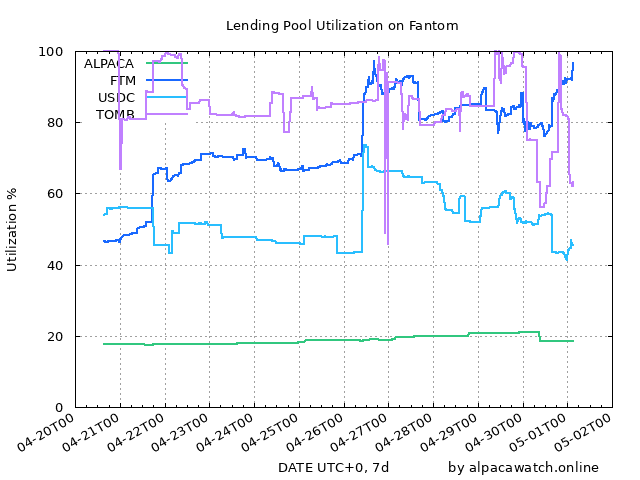 Lending Pool Utilization on Fantom
Utilization %
100
80
60
40
20
0
ALPACA
FTM
USDC
TOMB
04-20T00
04-21T00
04-22T00
04-23T00
04-24T00
04-25T00
04-26T00
04-27T00
04-28T00
04-29T00
04-30T00
05-01T00
05-02T00
DATE UTC+0, 7d
by alpacawatch.online